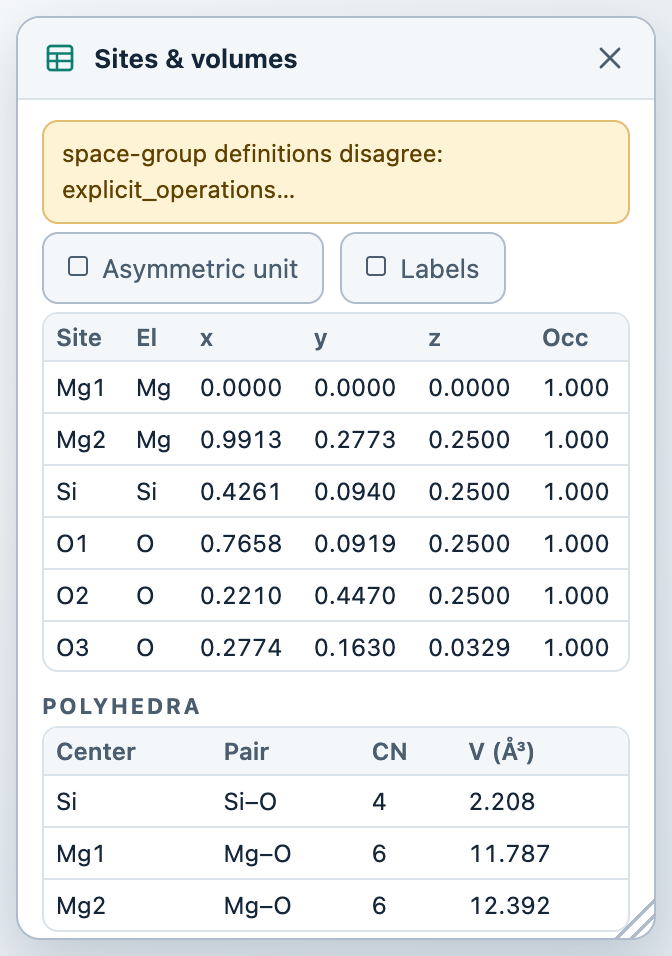 Sites & volumes
space-group definitions disagree:
explicit_operations...
Asymmetric unit Labels
Site El x y z Occ
Mg1 Mg 0.0000 0.0000 0.0000 1.000
Mg2 Mg 0.9913 0.2773 0.2500 1.000
Si Si 0.4261 0.0940 0.2500 1.000
O1 O 0.7658 0.0919 0.2500 1.000
O2 O 0.2210 0.4470 0.2500 1.000
O3 O 0.2774 0.1630 0.0329 1.000
POLYHEDRA
Center Pair CN V (Å³)
Si Si–O 4 2.208
Mg1 Mg–O 6 11.787
Mg2 Mg–O 6 12.392